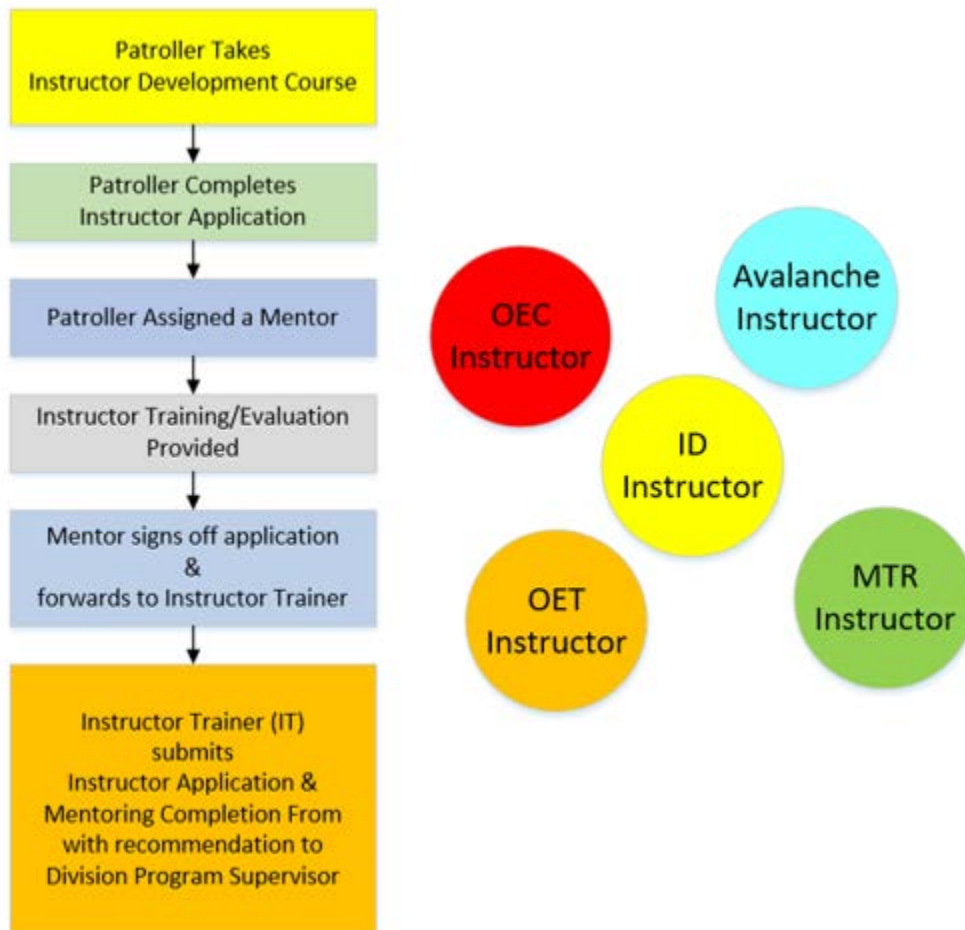 Patroller Takes
Instructor Development Course
Patroller Completes
Instructor Application
Patroller Assigned a Mentor
Instructor Training/Evaluation
Provided
Mentor signs off application
&
forwards to Instructor Trainer
Instructor Trainer (IT)
submits
Instructor Application &
Mentoring Completion From
with recommendation to
Division Program Supervisor
OEC
Instructor
Avalanche
Instructor
ID
Instructor
OET
Instructor
MTR
Instructor